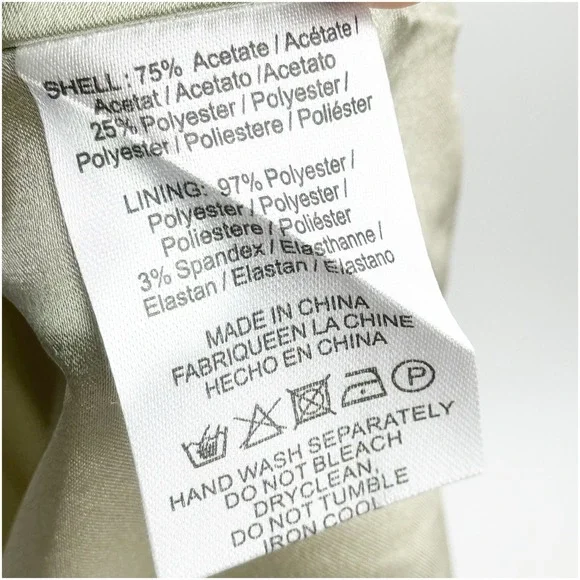 SHELL: 75% Acetate / Acétate /
Acetat / Acetato / Acetato
25% Polyester / Polyester /
Polyester / Poliestere / Poliéster
LINING: 97% Polyester /
Polyester / Polyester /
Poliestere / Poliéster
3% Spandex / Elasthanne /
Elastan / Elastan / Elastano
MADE IN CHINA
FABRIQUEEN LA CHINE
HECHO EN CHINA
P
HAND WASH SEPARATELY
DO NOT BLEACH
DRYCLEAN,
DO NOT TUMBLE
IRON COOL